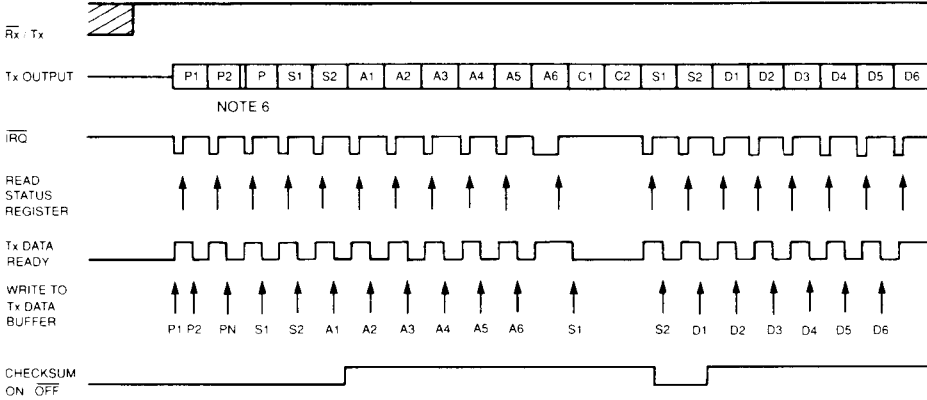 Rx / Tx
Tx OUTPUT
P1 P2 P S1 S2 A1 A2 A3 A4 A5 A6 C1 C2 S1 S2 D1 D2 D3 D4 D5 D6
NOTE 6
IRQ
READ
STATUS
REGISTER
Tx DATA
READY
WRITE TO
Tx DATA
BUFFER
P1 P2 PN S1 S2 A1 A2 A3 A4 A5 A6 S1 S2 D1 D2 D3 D4 D5 D6
CHECKSUM
ON OFF